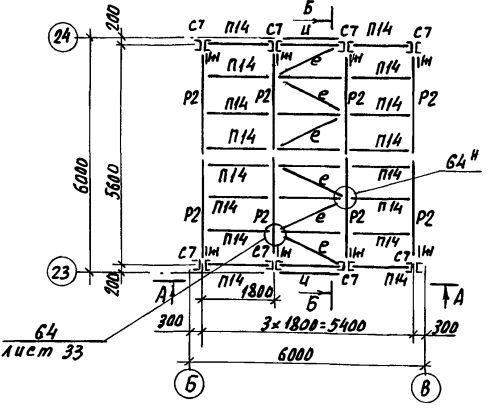 Б
200
С7 П14 С7 и С7 П14 С7
24
Ж Ж Ж Ж
е
П14 П14
Р2 Р2 Р2 Р2
е
П14 П14
64Н
е
П14 П14
6000
5600
е
П14 П14
Р2 Р2 е Р2 Р2
П14 П14
С7 Ж С7 Ж е Ж С7 Ж
23
П14 и С7 П14
200
А 1800 Б А
300 3×1800=5400 300
64
лист 33
6000
Б В